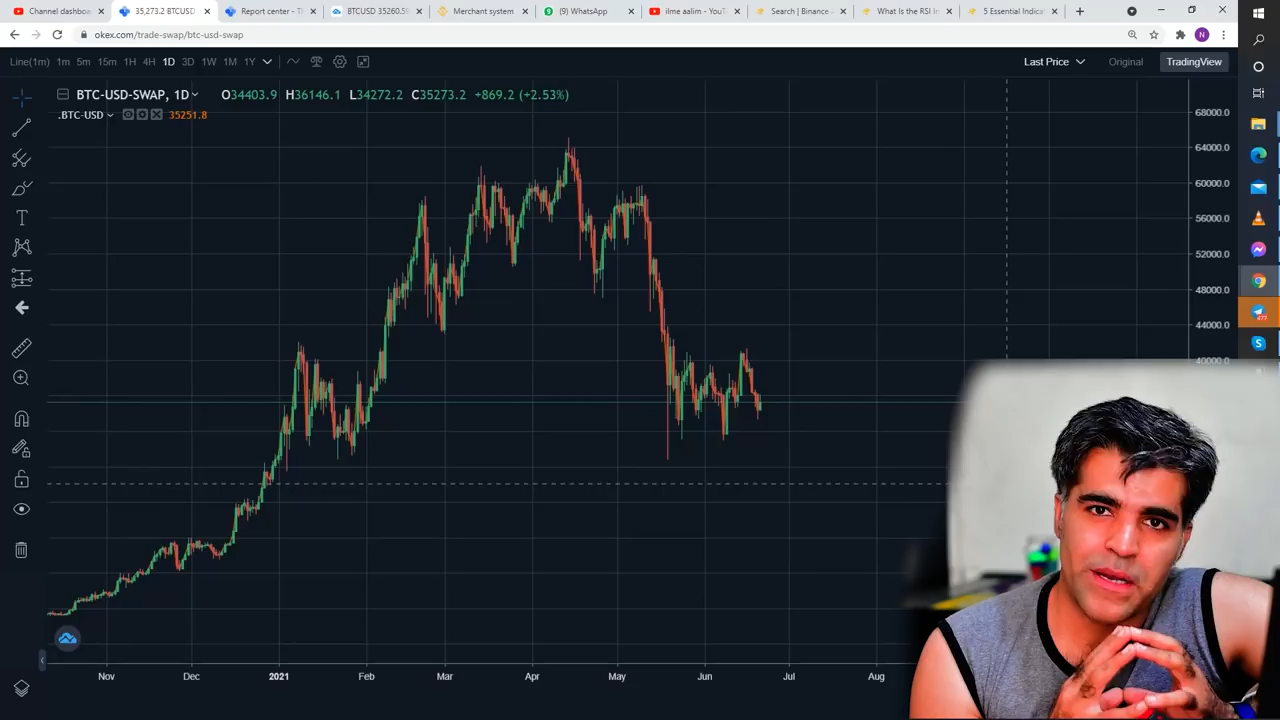 Channel dashboa
35,273.2 BTCUSD
Report center - Th
BTCUSD 35260.59
Merchant system
(9) WhatsApp
ilme aalim - YouT
Search | Binance A
What Is the RSI In
5 Essential Indicat
okex.com/trade-swap/btc-usd-swap
N
Line(1m) 1m 5m 15m 1H 4H 1D 3D 1W 1M 1Y
Last Price
Original
TradingView
BTC-USD-SWAP, 1D
O34403.9 H36146.1 L34272.2 C35273.2 +869.2 (+2.53%)
.BTC-USD
35251.8
68000.0
64000.0
60000.0
56000.0
52000.0
48000.0
44000.0
40000.0
T
S
Nov Dec 2021 Feb Mar Apr May Jun Jul Aug